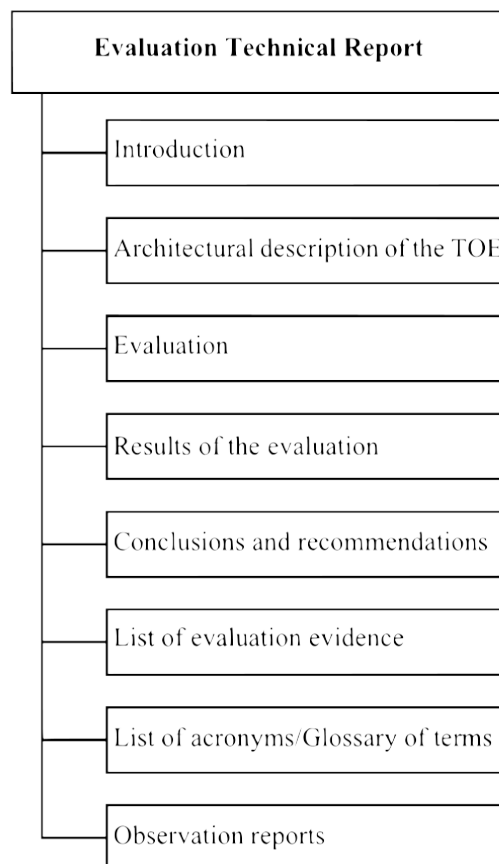 Evaluation Technical Report
Introduction
Architectural description of the TOE
Evaluation
Results of the evaluation
Conclusions and recommendations
List of evaluation evidence
List of acronyms/Glossary of terms
Observation reports